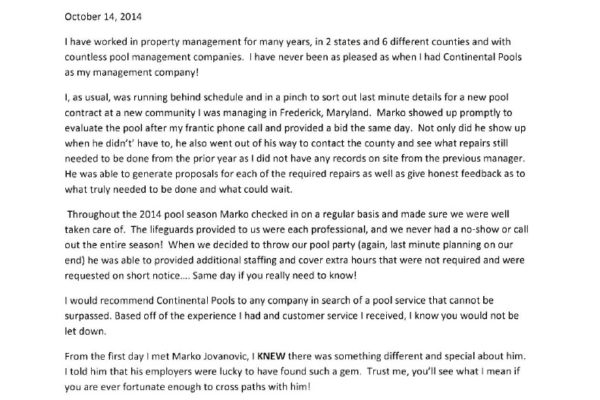 October 14, 2014
I have worked in property management for many years, in 2 states and 6 different counties and with
countless pool management companies.  I have never been as pleased as when I had Continental Pools
as my management company!
I, as usual, was running behind schedule and in a pinch to sort out last minute details for a new pool
contract at a new community I was managing in Frederick, Maryland.  Marko showed up promptly to
evaluate the pool after my frantic phone call and provided a bid the same day.  Not only did he show up
when he didn't' have to, he also went out of his way to contact the county and see what repairs still
needed to be done from the prior year as I did not have any records on site from the previous manager.
He was able to generate proposals for each of the required repairs as well as give honest feedback as to
what truly needed to be done and what could wait.
Throughout the 2014 pool season Marko checked in on a regular basis and made sure we were well
taken care of.  The lifeguards provided to us were each professional, and we never had a no-show or call
out the entire season!  When we decided to throw our pool party (again, last minute planning on our
end) he was able to provided additional staffing and cover extra hours that were not required and were
requested on short notice.... Same day if you really need to know!
I would recommend Continental Pools to any company in search of a pool service that cannot be
surpassed. Based off of the experience I had and customer service I received, I know you would not be
let down.
From the first day I met Marko Jovanovic, I KNEW there was something different and special about him.
I told him that his employers were lucky to have found such a gem.  Trust me, you'll see what I mean if
you are ever fortunate enough to cross paths with him!